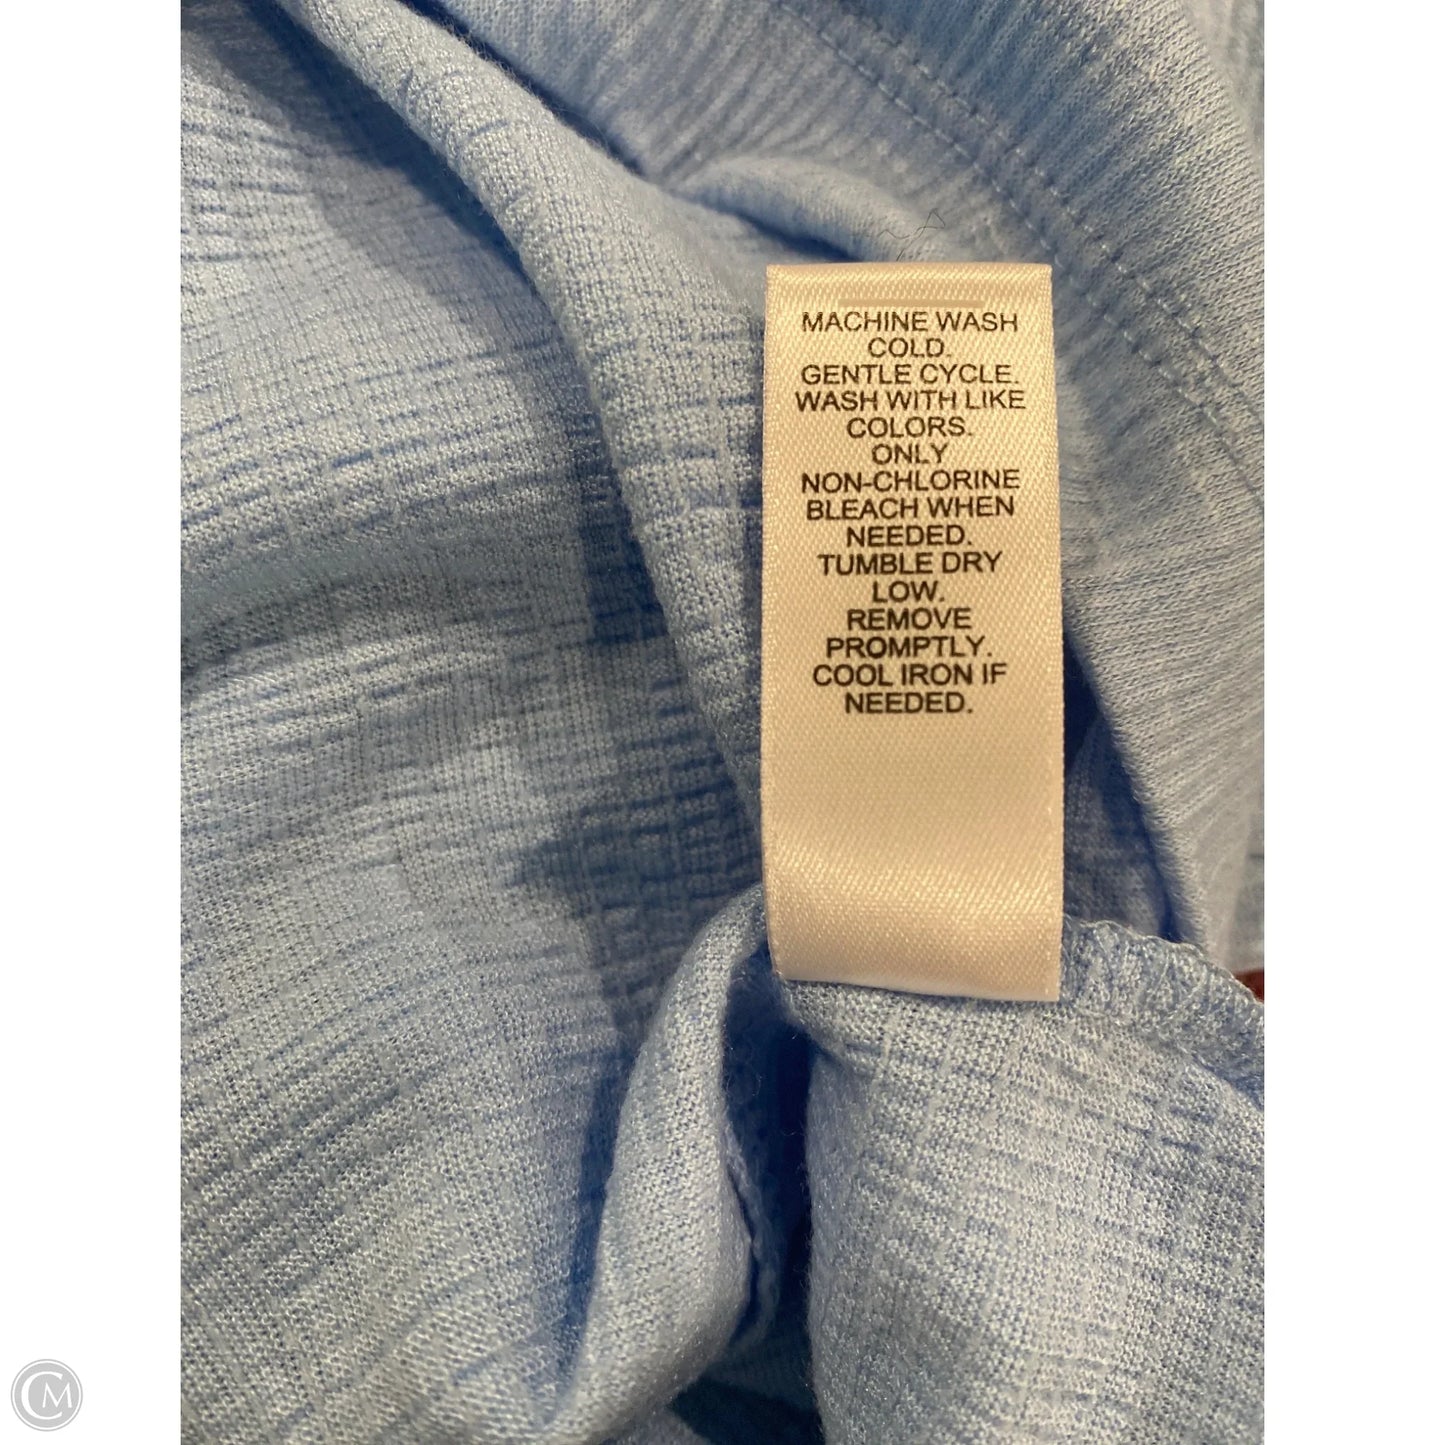 MACHINE WASH
COLD.
GENTLE CYCLE.
WASH WITH LIKE
COLORS.
ONLY
NON-CHLORINE
BLEACH WHEN
NEEDED.
TUMBLE DRY
LOW.
REMOVE
PROMPTLY.
COOL IRON IF
NEEDED.
CM